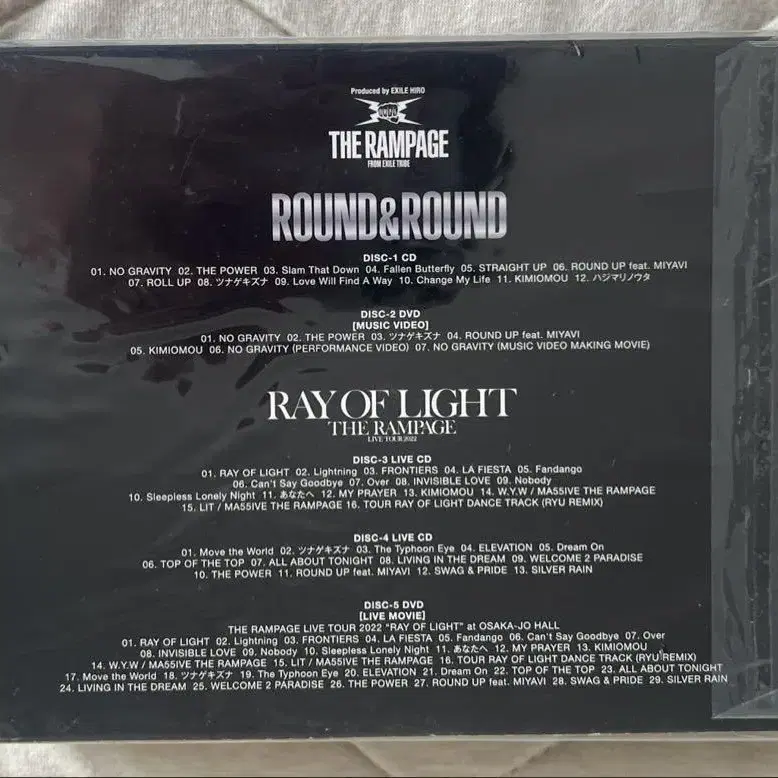 Produced by EXILE HIRO
THE RAMPAGE
FROM EXILE TRIBE
ROUND&ROUND
DISC-1 CD
01. NO GRAVITY 02. THE POWER 03. Slam That Down 04. Fallen Butterfly 05. STRAIGHT UP 06. ROUND UP feat. MIYAVI
07. ROLL UP 08. ツナゲキズナ 09. Love Will Find A Way 10. Change My Life 11. KIMIOMOU 12. ハジマリノウタ
DISC-2 DVD
[MUSIC VIDEO]
01. NO GRAVITY 02. THE POWER 03. ツナゲキズナ 04. ROUND UP feat. MIYAVI
05. KIMIOMOU 06. NO GRAVITY (PERFORMANCE VIDEO) 07. NO GRAVITY (MUSIC VIDEO MAKING MOVIE)
RAY OF LIGHT
THE RAMPAGE
LIVE TOUR 2022
DISC-3 LIVE CD
01. RAY OF LIGHT 02. Lightning 03. FRONTIERS 04. LA FIESTA 05. Fandango
06. Can't Say Goodbye 07. Over 08. INVISIBLE LOVE 09. Nobody
10. Sleepless Lonely Night 11. あなたへ 12. MY PRAYER 13. KIMIOMOU 14. W.Y.W / MA55IVE THE RAMPAGE
15. LIT / MA55IVE THE RAMPAGE 16. TOUR RAY OF LIGHT DANCE TRACK (RYU REMIX)
DISC-4 LIVE CD
01. Move the World 02. ツナゲキズナ 03. The Typhoon Eye 04. ELEVATION 05. Dream On
06. TOP OF THE TOP 07. ALL ABOUT TONIGHT 08. LIVING IN THE DREAM 09. WELCOME 2 PARADISE
10. THE POWER 11. ROUND UP feat. MIYAVI 12. SWAG & PRIDE 13. SILVER RAIN
DISC-5 DVD
[LIVE MOVIE]
THE RAMPAGE LIVE TOUR 2022 "RAY OF LIGHT" at OSAKA-JO HALL
01. RAY OF LIGHT 02. Lightning 03. FRONTIERS 04. LA FIESTA 05. Fandango 06. Can't Say Goodbye 07. Over
08. INVISIBLE LOVE 09. Nobody 10. Sleepless Lonely Night 11. あなたへ 12. MY PRAYER 13. KIMIOMOU
14. W.Y.W / MA55IVE THE RAMPAGE 15. LIT / MA55IVE THE RAMPAGE 16. TOUR RAY OF LIGHT DANCE TRACK (RYU REMIX)
17. Move the World 18. ツナゲキズナ 19. The Typhoon Eye 20. ELEVATION 21. Dream On 22. TOP OF THE TOP 23. ALL ABOUT TONIGHT
24. LIVING IN THE DREAM 25. WELCOME 2 PARADISE 26. THE POWER 27. ROUND UP feat. MIYAVI 28. SWAG & PRIDE 29. SILVER RAIN